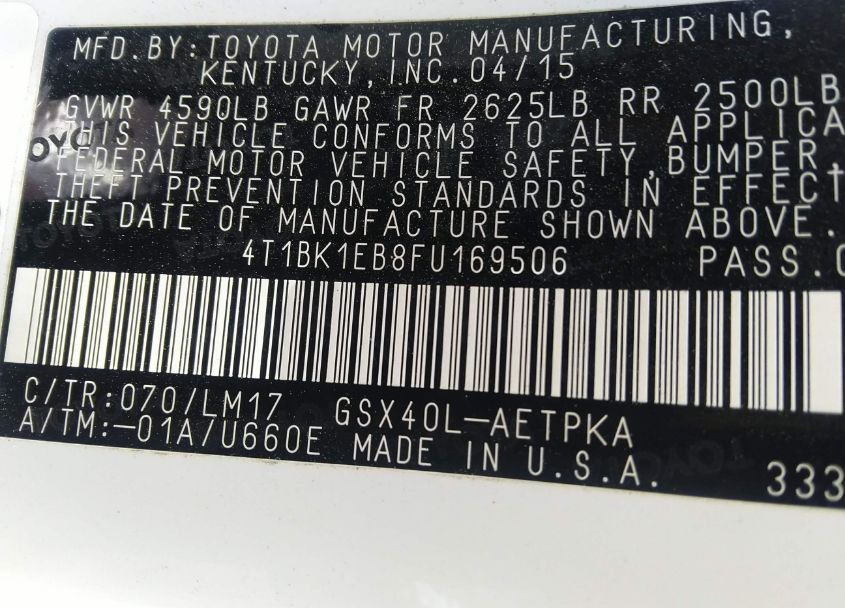 MFD.BY:TOYOTA MOTOR MANUFACTURING,
KENTUCKY,INC.04/15
GVWR 4590LB GAWR FR 2625LB RR 2500LB
THIS VEHICLE CONFORMS TO ALL APPLICA
FEDERAL MOTOR VEHICLE SAFETY,BUMPER,
THEFT PREVENTION STANDARDS IN EFFECT
THE DATE OF MANUFACTURE SHOWN ABOVE.
4T1BK1EB8FU169506 PASS.C
C/TR:070/LM17 GSX40L-AETPKA
A/TM:-01A/U660E MADE IN U.S.A. 333